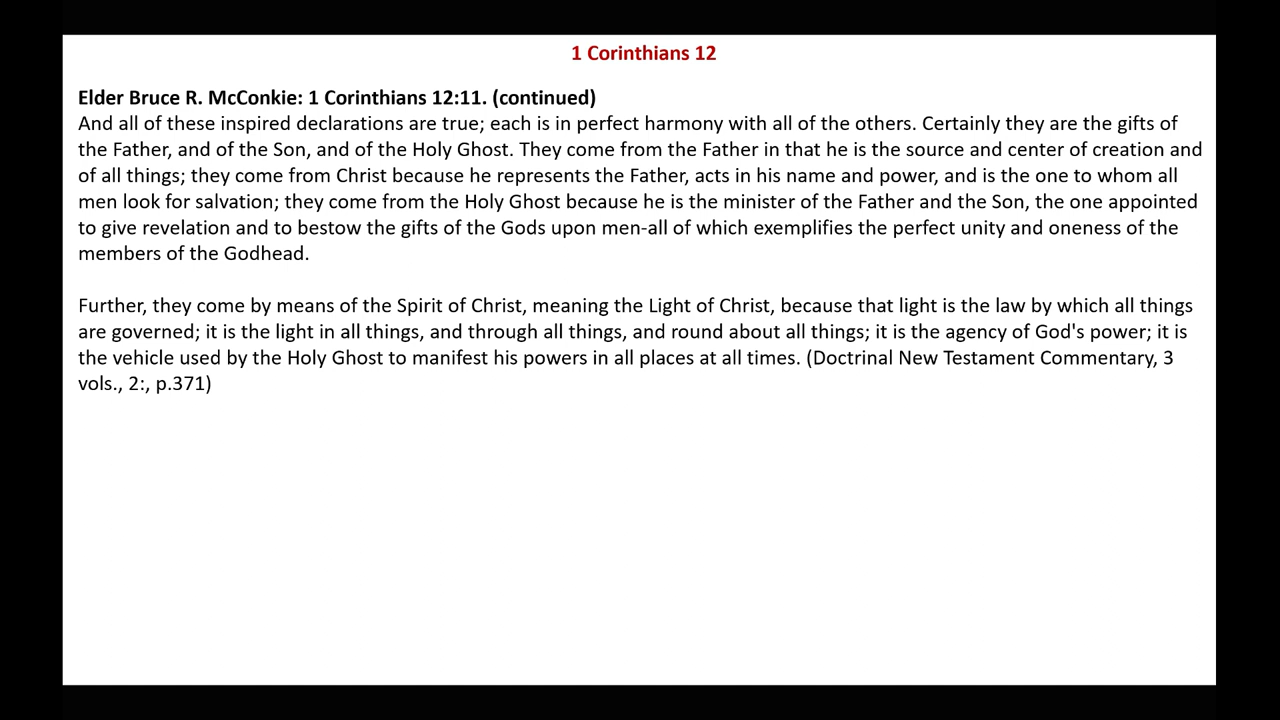 1 Corinthians 12
Elder Bruce R. McConkie: 1 Corinthians 12:11. (continued)
And all of these inspired declarations are true; each is in perfect harmony with all of the others. Certainly they are the gifts of
the Father, and of the Son, and of the Holy Ghost. They come from the Father in that he is the source and center of creation and
of all things; they come from Christ because he represents the Father, acts in his name and power, and is the one to whom all
men look for salvation; they come from the Holy Ghost because he is the minister of the Father and the Son, the one appointed
to give revelation and to bestow the gifts of the Gods upon men-all of which exemplifies the perfect unity and oneness of the
members of the Godhead.
Further, they come by means of the Spirit of Christ, meaning the Light of Christ, because that light is the law by which all things
are governed; it is the light in all things, and through all things, and round about all things; it is the agency of God's power; it is
the vehicle used by the Holy Ghost to manifest his powers in all places at all times. (Doctrinal New Testament Commentary, 3
vols., 2:, p.371)